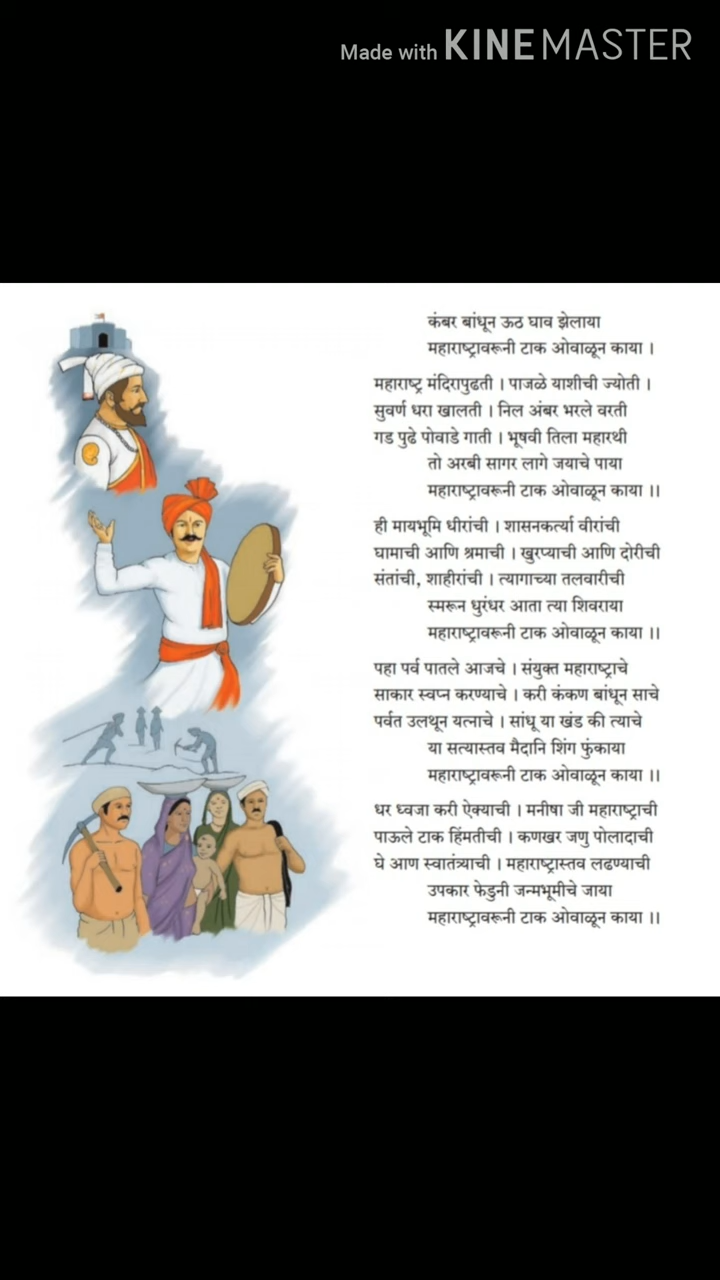 Made with KINEMASTER
कंबर बांधून ऊठ घाव झेलाया
महाराष्ट्रावरूनी टाक ओवाळून काया ।
महाराष्ट्र मंदिरापुढती । पाजळे याशीची ज्योती ।
सुवर्ण धरा खालती । निल अंबर भरले वरती
गड पुढे पोवाडे गाती । भूषवी तिला महारथी
तो अरबी सागर लागे जयाचे पाया
महाराष्ट्रावरूनी टाक ओवाळून काया ।।
ही मायभूमि धीरांची । शासनकर्त्या वीरांची
घामाची आणि श्रमाची । खुरप्याची आणि दोरीची
संतांची, शाहीरांची । त्यागाच्या तलवारीची
स्मरून धुरंधर आता त्या शिवराया
महाराष्ट्रावरूनी टाक ओवाळून काया ।।
पहा पर्व पातले आजचे । संयुक्त महाराष्ट्राचे
साकार स्वप्न करण्याचे । करी कंकण बांधून साचे
पर्वत उलथून यत्नाचे । सांधू या खंड की त्याचे
या सत्यास्तव मैदानि शिंग फुंकाया
महाराष्ट्रावरूनी टाक ओवाळून काया ।।
धर ध्वजा करी ऐक्याची । मनीषा जी महाराष्ट्राची
पाऊले टाक हिंमतीची । कणखर जणु पोलादाची
घे आण स्वातंत्र्याची । महाराष्ट्रास्तव लढण्याची
उपकार फेडुनी जन्मभूमीचे जाया
महाराष्ट्रावरूनी टाक ओवाळून काया ।।